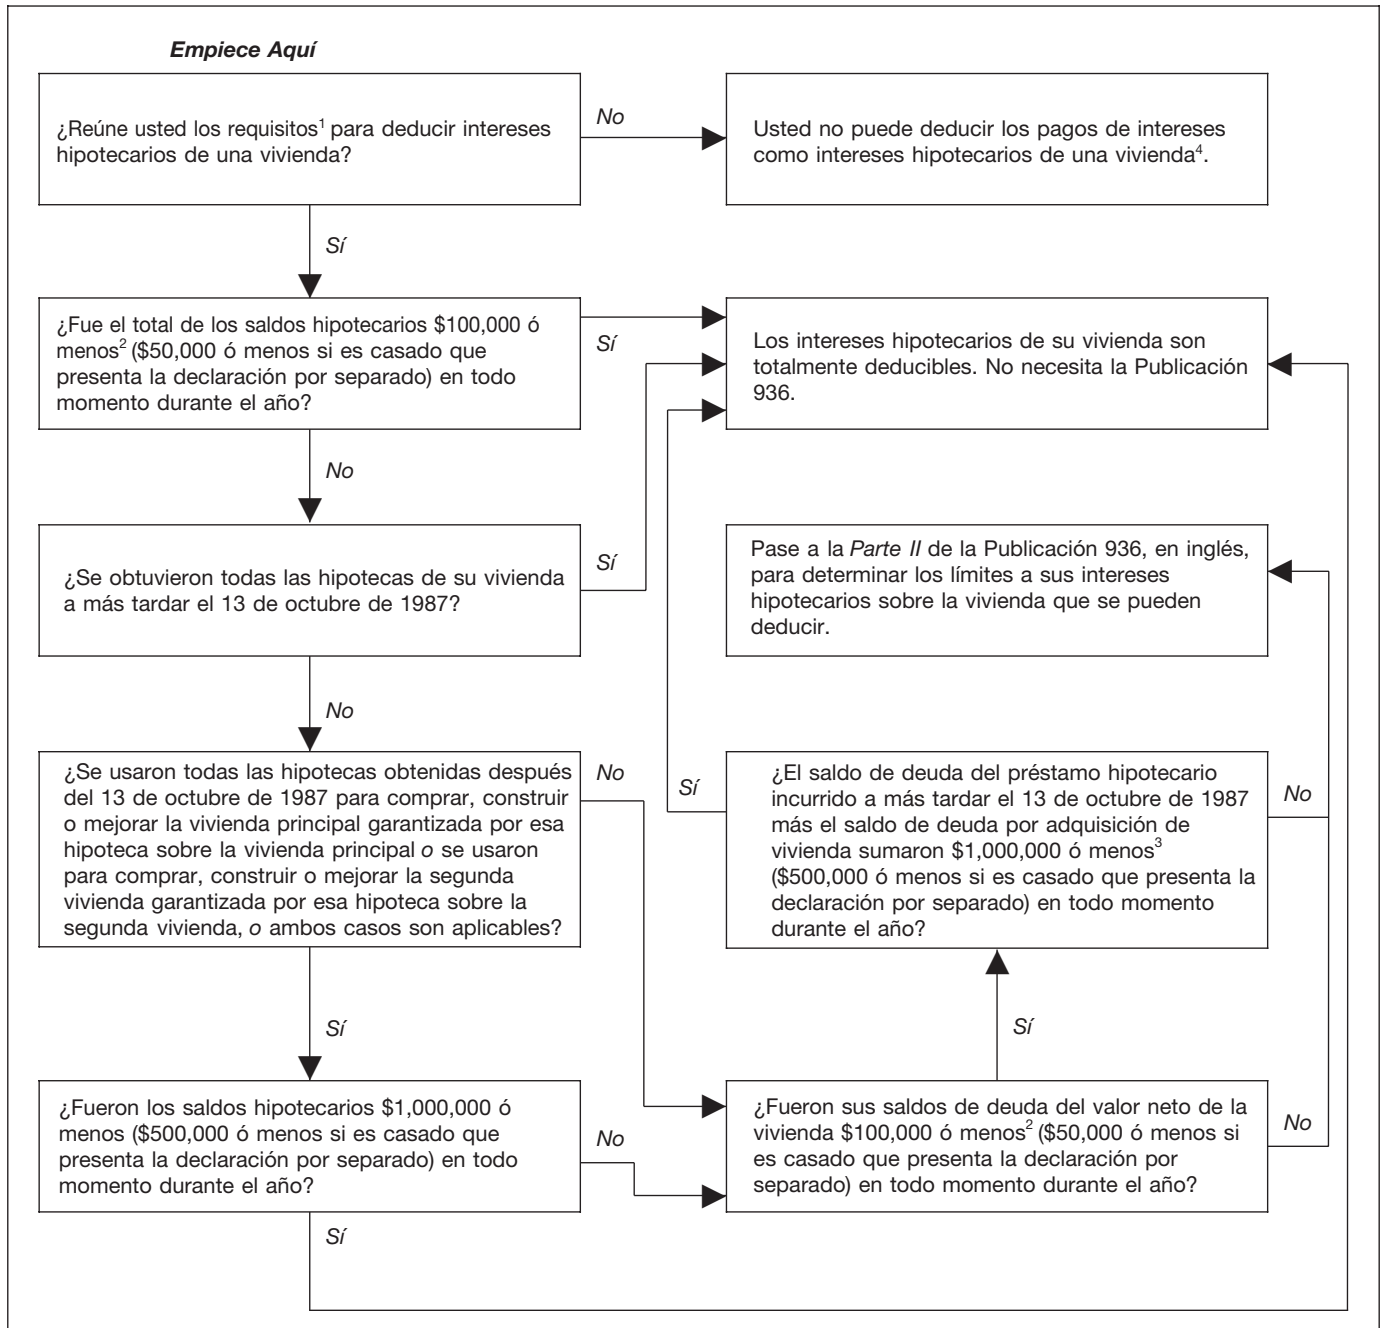 Empiece Aquí
¿Reúne usted los requisitos¹ para deducir intereses
hipotecarios de una vivienda?
No
Usted no puede deducir los pagos de intereses
como intereses hipotecarios de una vivienda⁴.
Sí
¿Fue el total de los saldos hipotecarios $100,000 ó
menos² ($50,000 ó menos si es casado que
presenta la declaración por separado) en todo
momento durante el año?
Sí
Los intereses hipotecarios de su vivienda son
totalmente deducibles. No necesita la Publicación
936.
No
¿Se obtuvieron todas las hipotecas de su vivienda
a más tardar el 13 de octubre de 1987?
Sí
Pase a la Parte II de la Publicación 936, en inglés,
para determinar los límites a sus intereses
hipotecarios sobre la vivienda que se pueden
deducir.
No
¿Se usaron todas las hipotecas obtenidas después
del 13 de octubre de 1987 para comprar, construir
o mejorar la vivienda principal garantizada por esa
hipoteca sobre la vivienda principal o se usaron
para comprar, construir o mejorar la segunda
vivienda garantizada por esa hipoteca sobre la
segunda vivienda, o ambos casos son aplicables?
No
Sí
¿El saldo de deuda del préstamo hipotecario
incurrido a más tardar el 13 de octubre de 1987
más el saldo de deuda por adquisición de
vivienda sumaron $1,000,000 ó menos³
($500,000 ó menos si es casado que presenta la
declaración por separado) en todo momento
durante el año?
No
Sí
Sí
¿Fueron los saldos hipotecarios $1,000,000 ó
menos ($500,000 ó menos si es casado que
presenta la declaración por separado) en todo
momento durante el año?
No
¿Fueron sus saldos de deuda del valor neto de la
vivienda $100,000 ó menos² ($50,000 ó menos si
es casado que presenta la declaración por
separado) en todo momento durante el año?
No
Sí